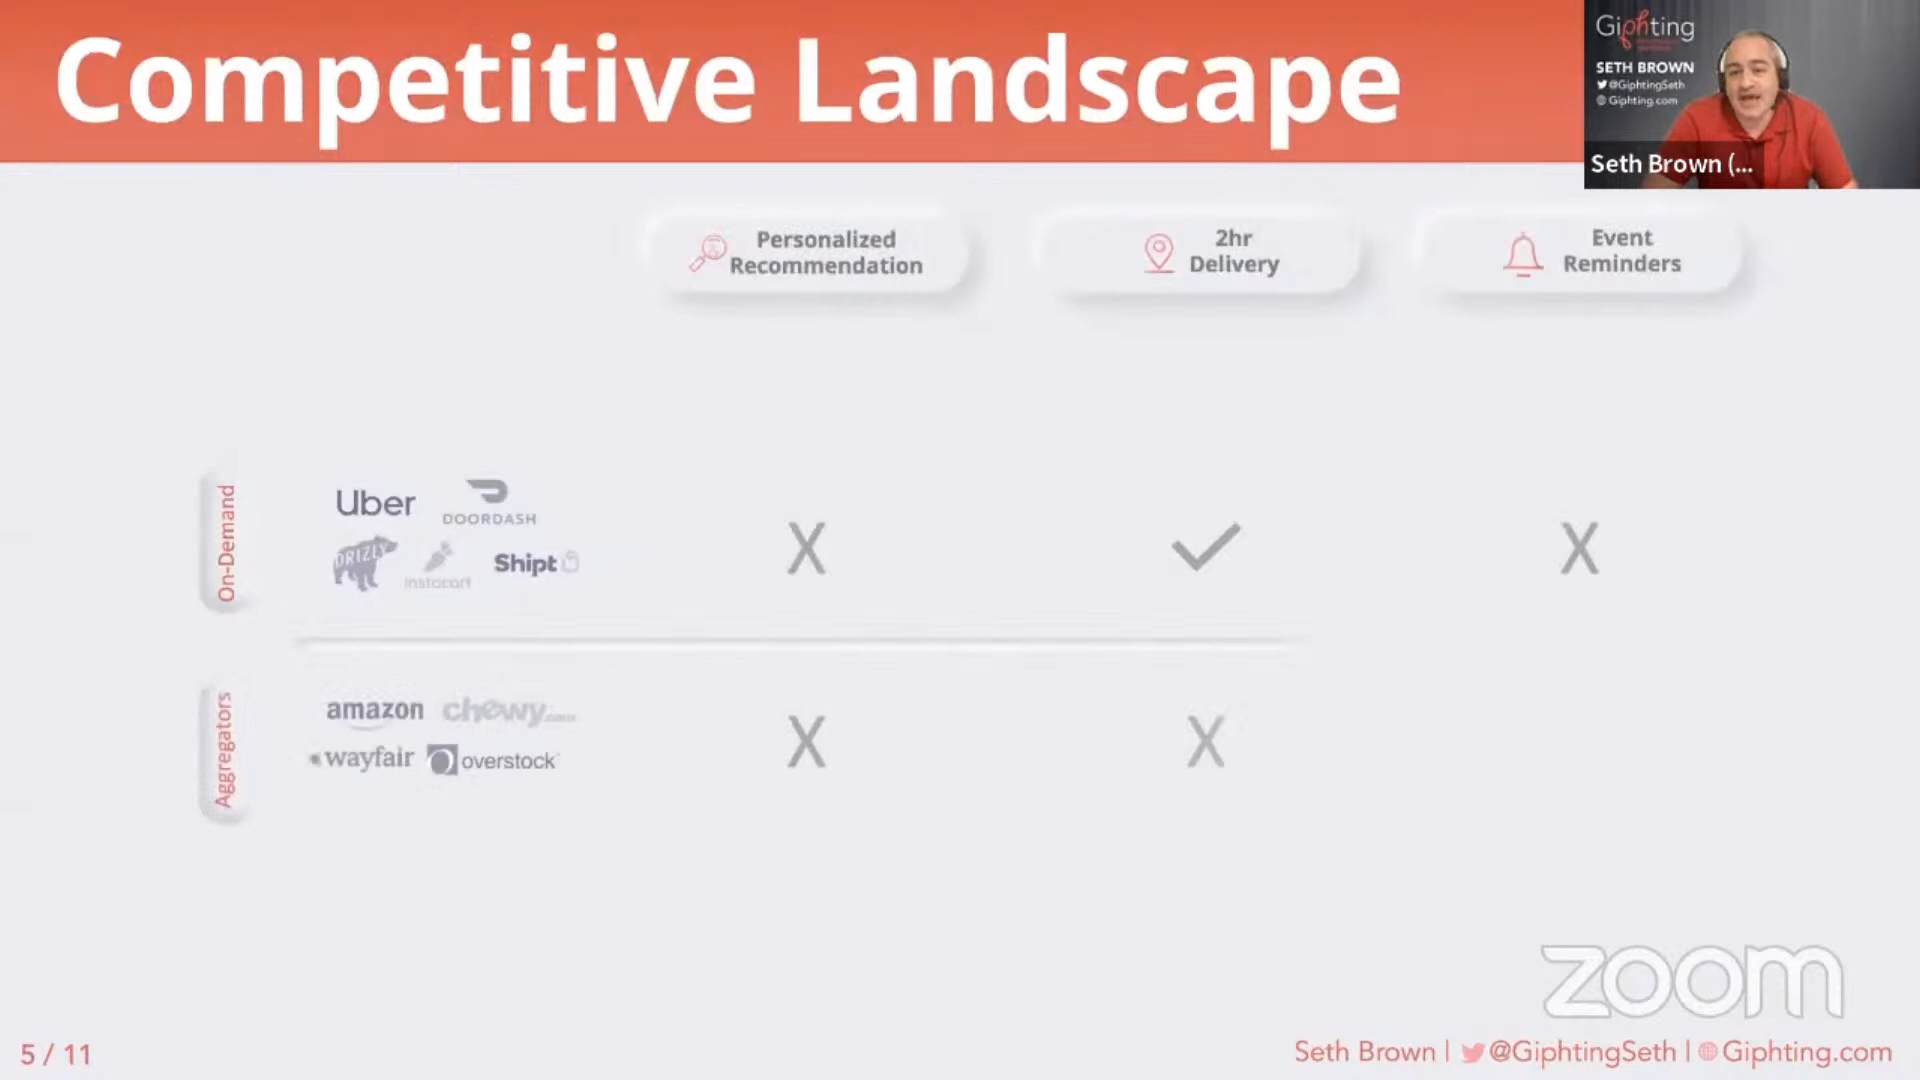 Competitive Landscape
Giphting
SETH BROWN
@GiphtingSeth
Giphting.com
Seth Brown (...
Personalized
Recommendation
2hr
Delivery
Event
Reminders
On-Demand
Uber
DOORDASH
DRIZLY
instacart
Shipt
X
X
Aggregators
amazon
chewy.com
wayfair
overstock
X
X
zoom
5 / 11
Seth Brown | @GiphtingSeth | Giphting.com